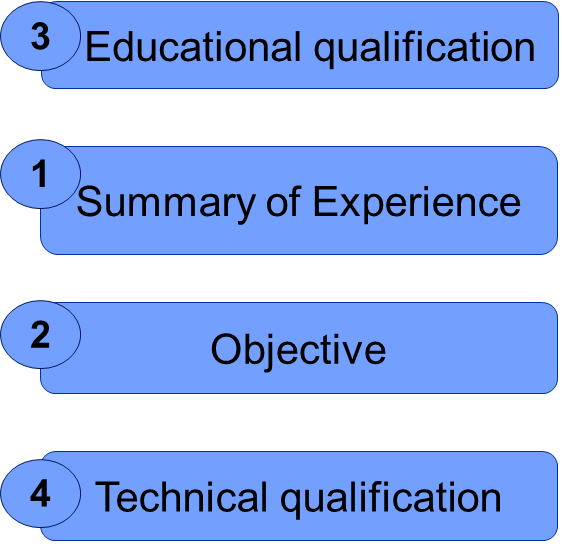 3
Educational qualification
1
Summary of Experience
2
Objective
4
Technical qualification